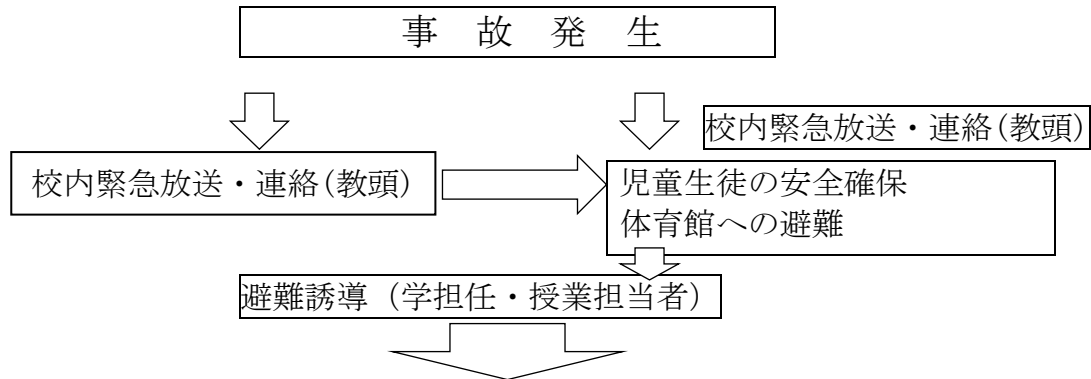 事 故 発 生
校内緊急放送・連絡(教頭)
校内緊急放送・連絡(教頭)
児童生徒の安全確保
体育館への避難
避難誘導（学担任・授業担当者）